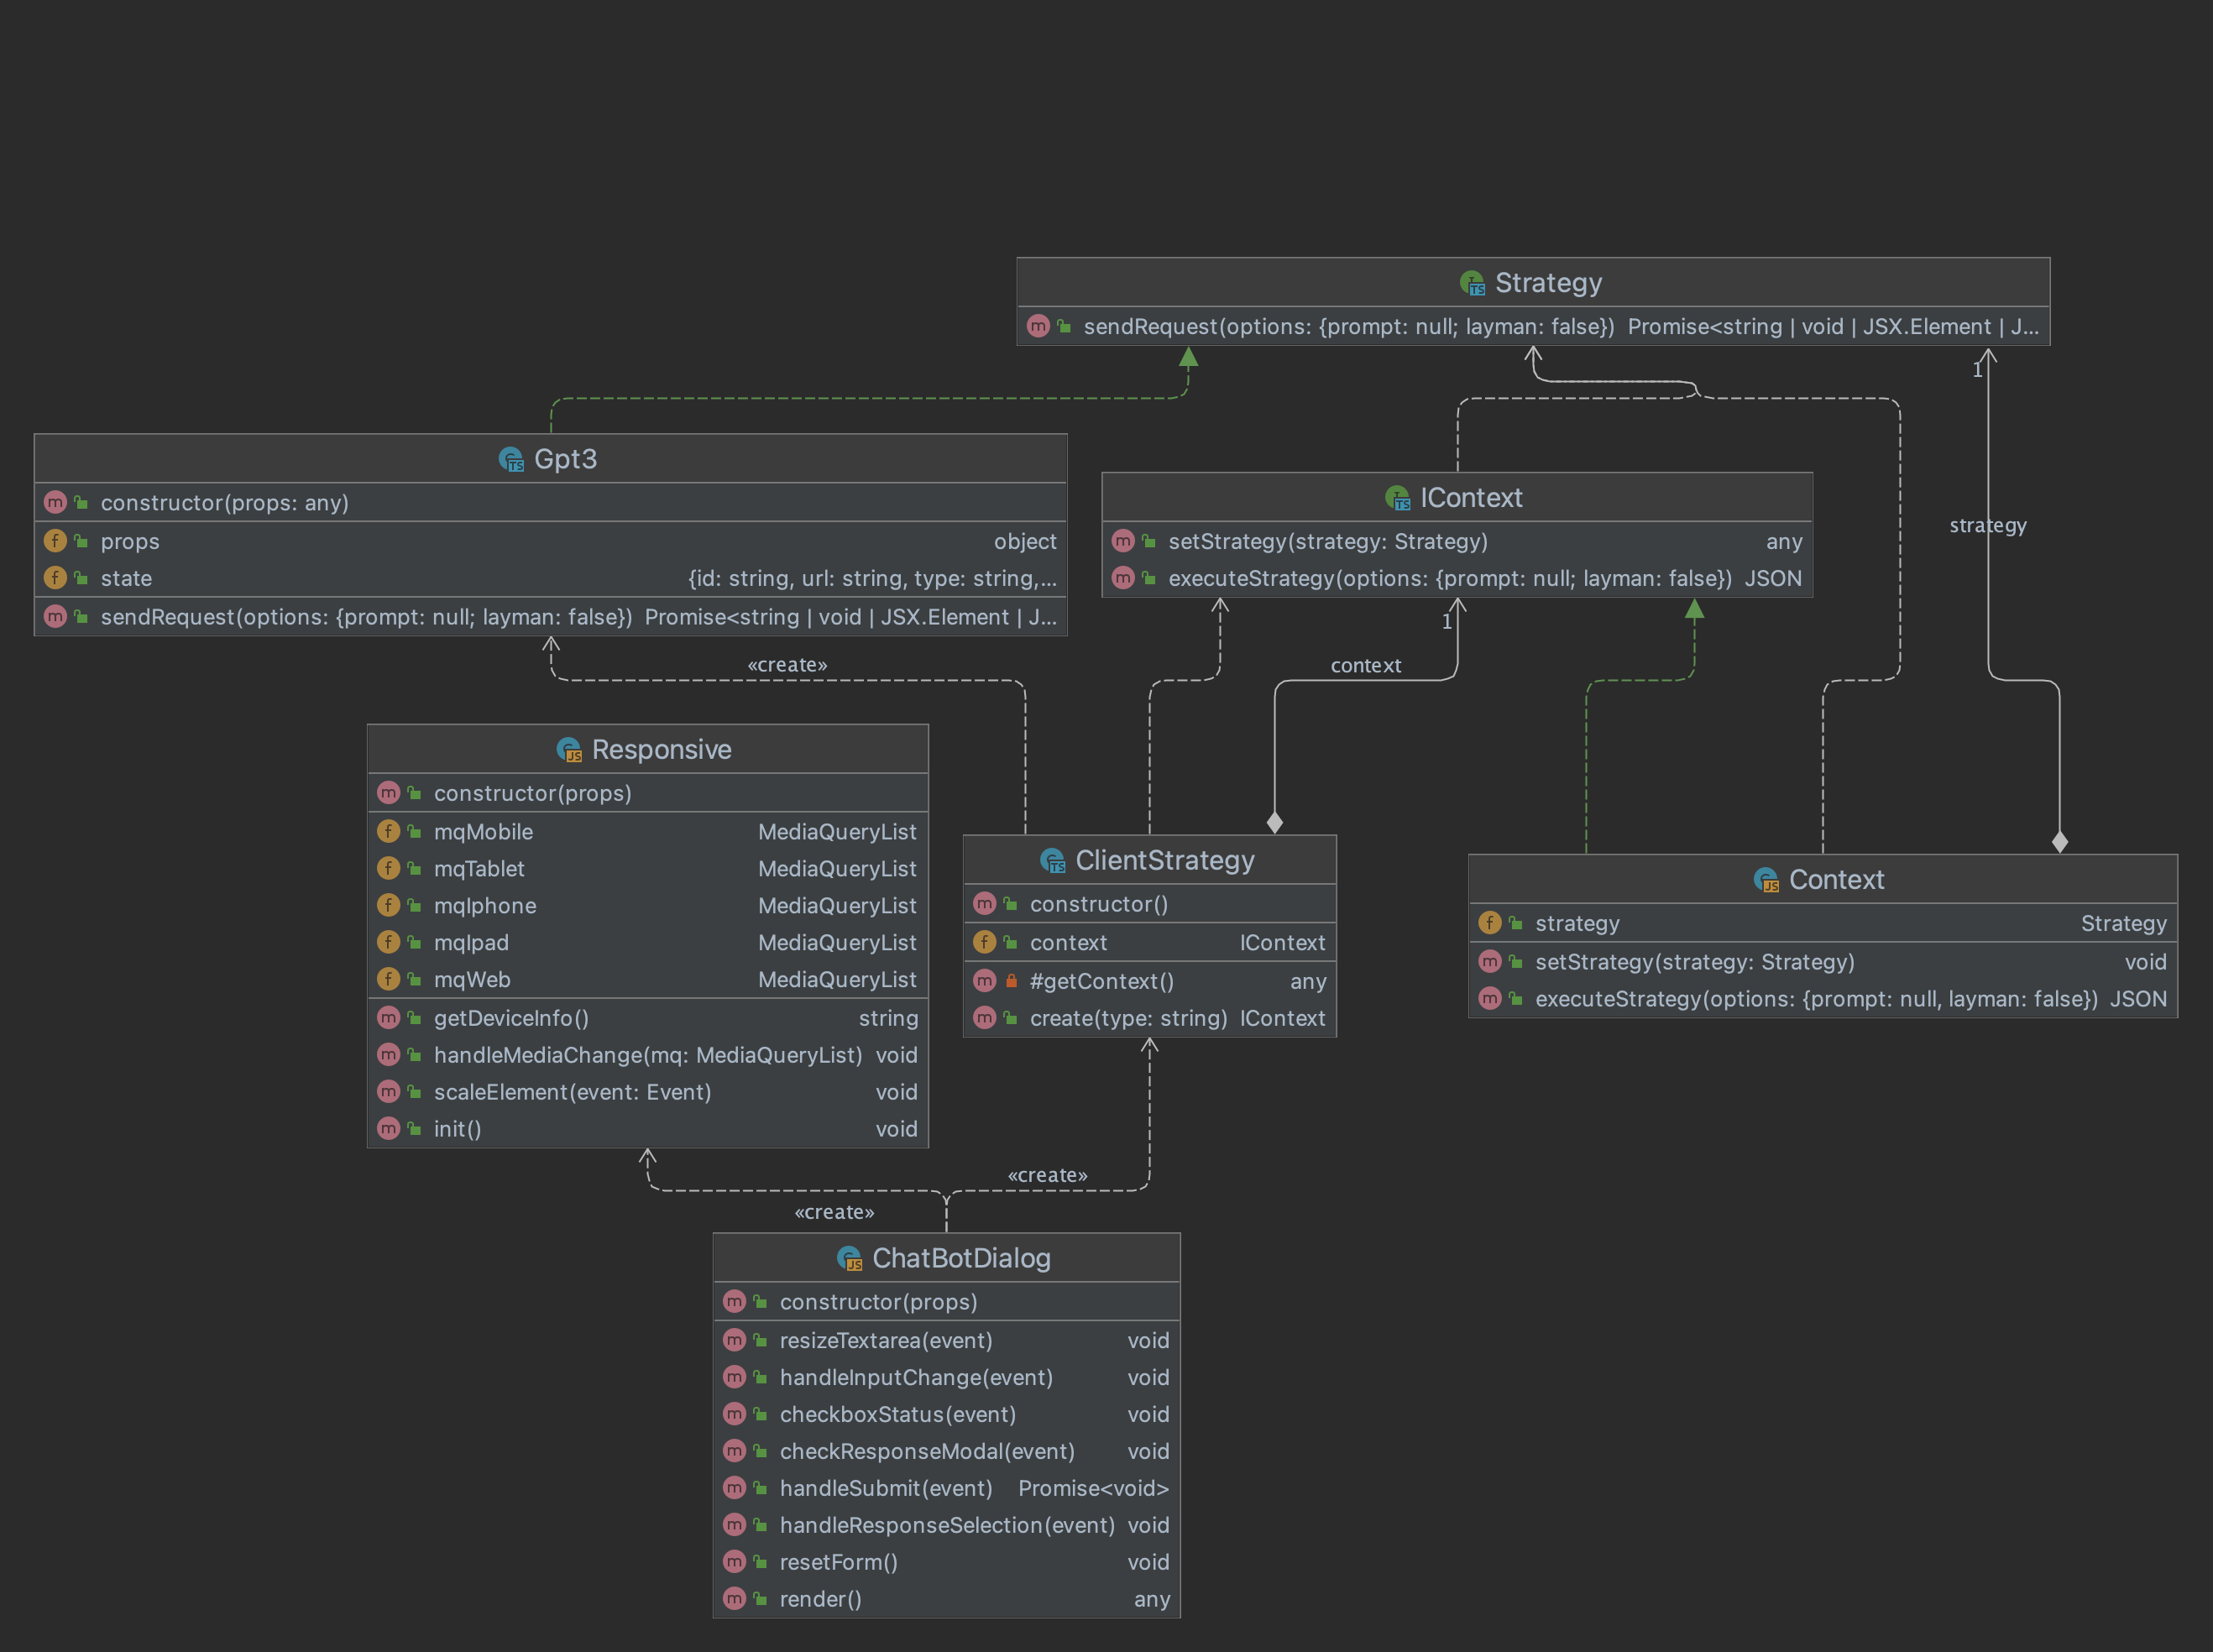 Strategy
sendRequest(options: {prompt: null; layman: false}) Promise<string | void | JSX.Element | J...
1
Gpt3
constructor(props: any)
props object
state {id: string, url: string, type: string,...
sendRequest(options: {prompt: null; layman: false}) Promise<string | void | JSX.Element | J...
IContext
setStrategy(strategy: Strategy) any
executeStrategy(options: {prompt: null; layman: false}) JSON
strategy
1
«create»
context
Responsive
constructor(props)
mqMobile MediaQueryList
mqTablet MediaQueryList
mqIphone MediaQueryList
mqIpad MediaQueryList
mqWeb MediaQueryList
getDeviceInfo() string
handleMediaChange(mq: MediaQueryList) void
scaleElement(event: Event) void
init() void
ClientStrategy
constructor()
context IContext
#getContext() any
create(type: string) IContext
Context
strategy Strategy
setStrategy(strategy: Strategy) void
executeStrategy(options: {prompt: null, layman: false}) JSON
«create»
«create»
ChatBotDialog
constructor(props)
resizeTextarea(event) void
handleInputChange(event) void
checkboxStatus(event) void
checkResponseModal(event) void
handleSubmit(event) Promise<void>
handleResponseSelection(event) void
resetForm() void
render() any